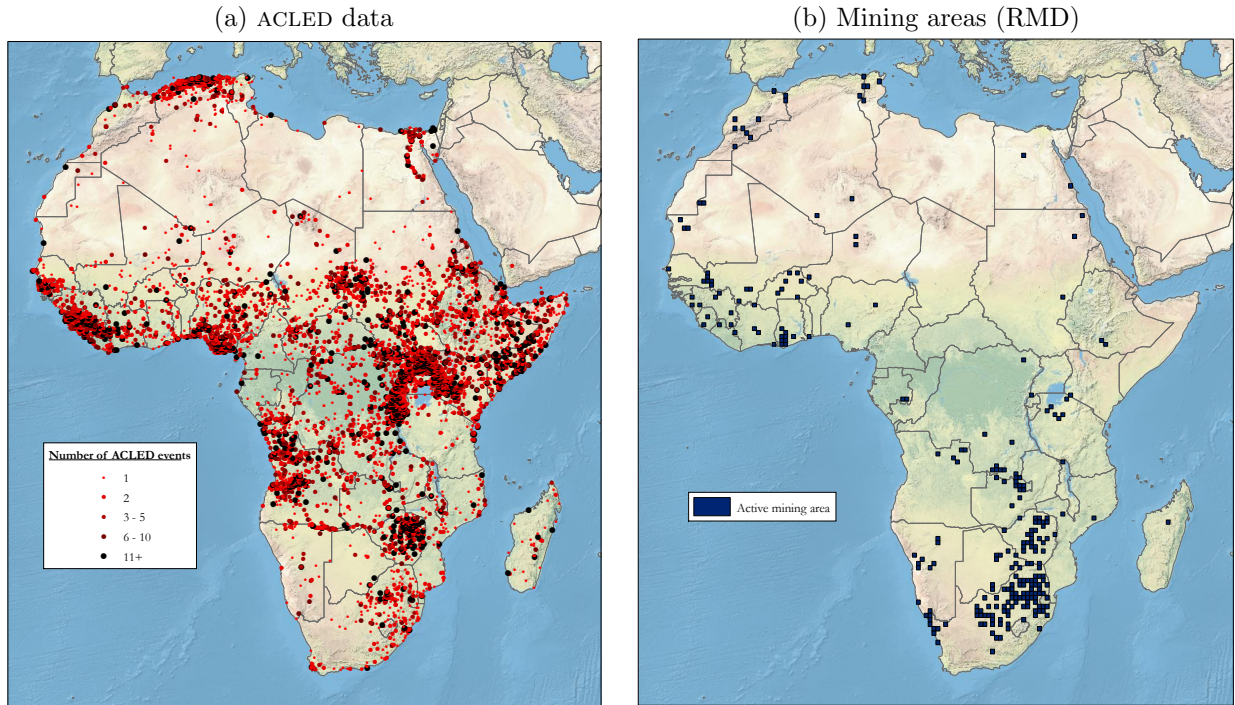 (a) ACLED data
(b) Mining areas (RMD)
Number of ACLED events
1
2
3 - 5
6 - 10
11+
Active mining area